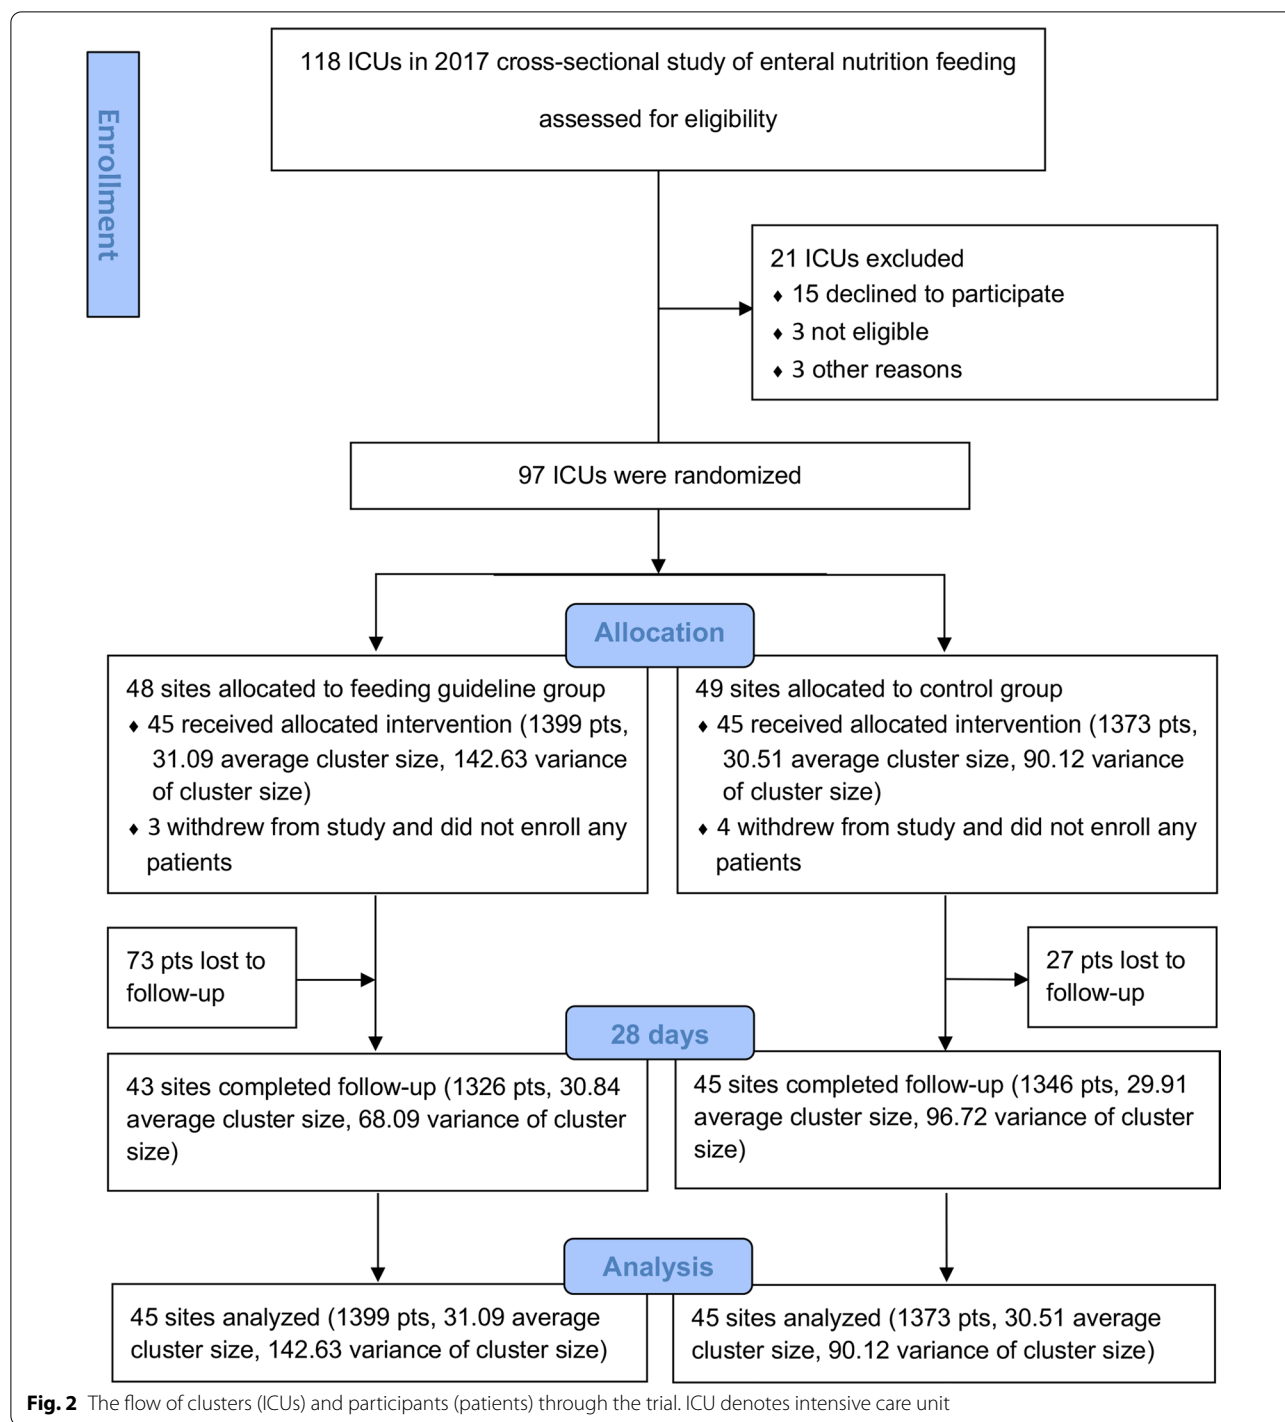 118 ICUs in 2017 cross-sectional study of enteral nutrition feeding
assessed for eligibility
Enrollment
21 ICUs excluded
♦ 15 declined to participate
♦ 3 not eligible
♦ 3 other reasons
97 ICUs were randomized
Allocation
48 sites allocated to feeding guideline group
♦ 45 received allocated intervention (1399 pts,
31.09 average cluster size, 142.63 variance
of cluster size)
♦ 3 withdrew from study and did not enroll any
patients
49 sites allocated to control group
♦ 45 received allocated intervention (1373 pts,
30.51 average cluster size, 90.12 variance
of cluster size)
♦ 4 withdrew from study and did not enroll any
patients
73 pts lost to
follow-up
27 pts lost to
follow-up
28 days
43 sites completed follow-up (1326 pts, 30.84
average cluster size, 68.09 variance of cluster
size)
45 sites completed follow-up (1346 pts, 29.91
average cluster size, 96.72 variance of cluster
size)
Analysis
45 sites analyzed (1399 pts, 31.09 average
cluster size, 142.63 variance of cluster size)
45 sites analyzed (1373 pts, 30.51 average
cluster size, 90.12 variance of cluster size)
Fig. 2 The flow of clusters (ICUs) and participants (patients) through the trial. ICU denotes intensive care unit